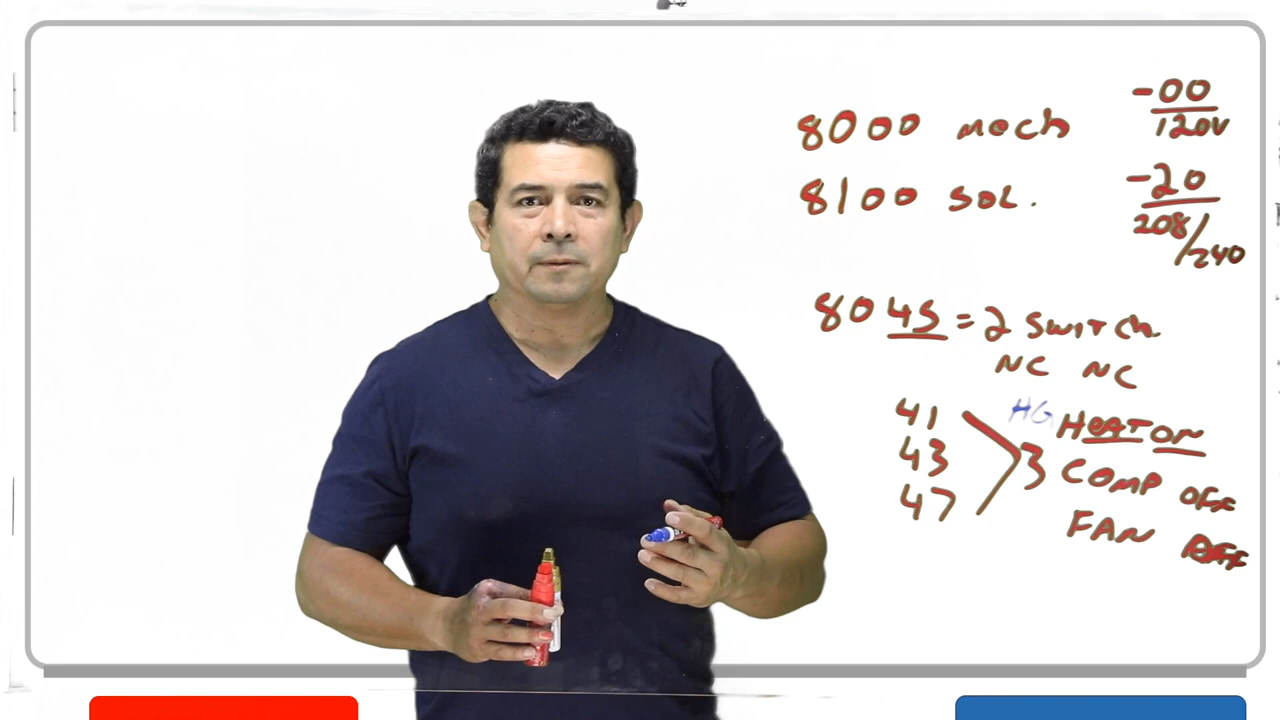 8000 mech
-00
120V
8100 SOL.
-20
208/240
8045 = 2 SWITCH
NC NC
41
43
47
3
HG HEAT ON
COMP OFF
FAN OFF